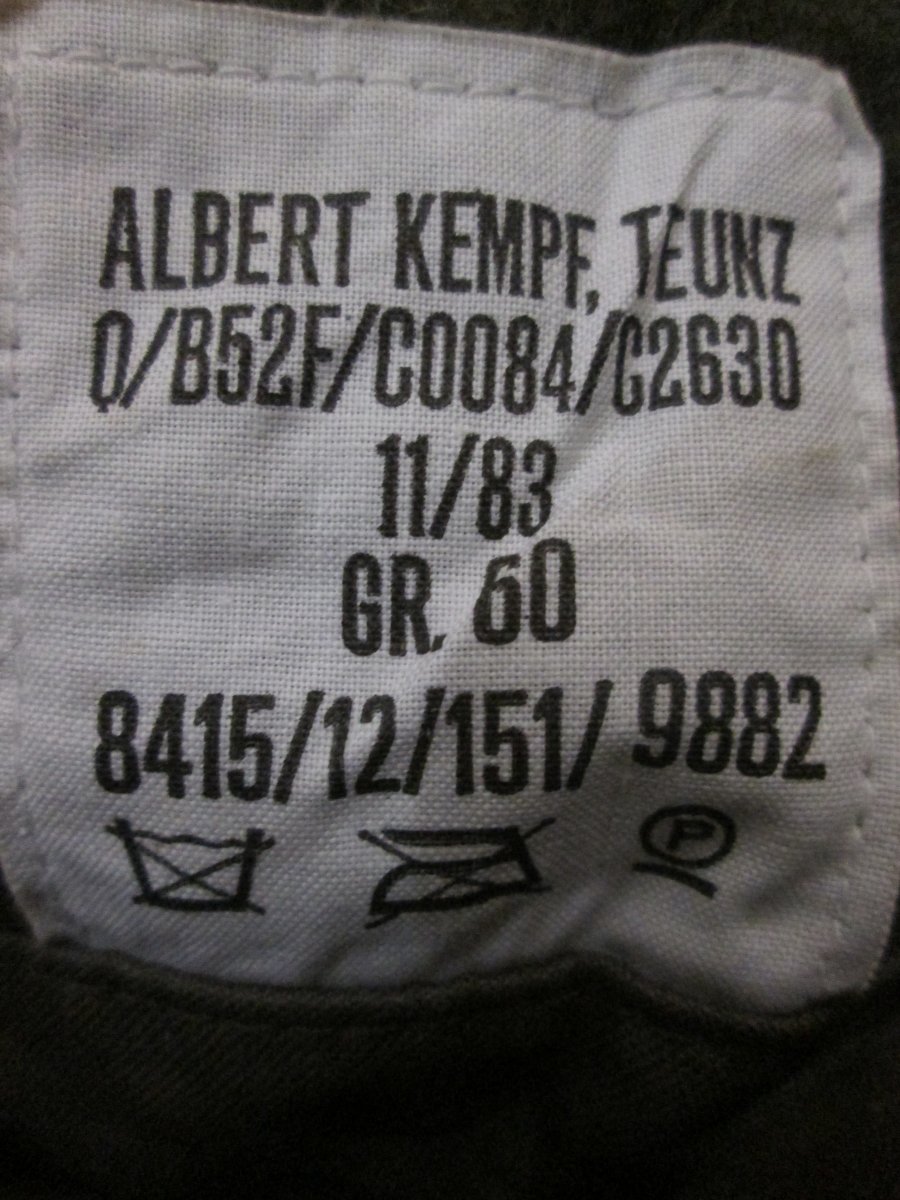 ALBERT KEMPF, TEUNZ
Q/B52F/C0084/C2630
11/83
GR. 60
8415/12/151/9882
P